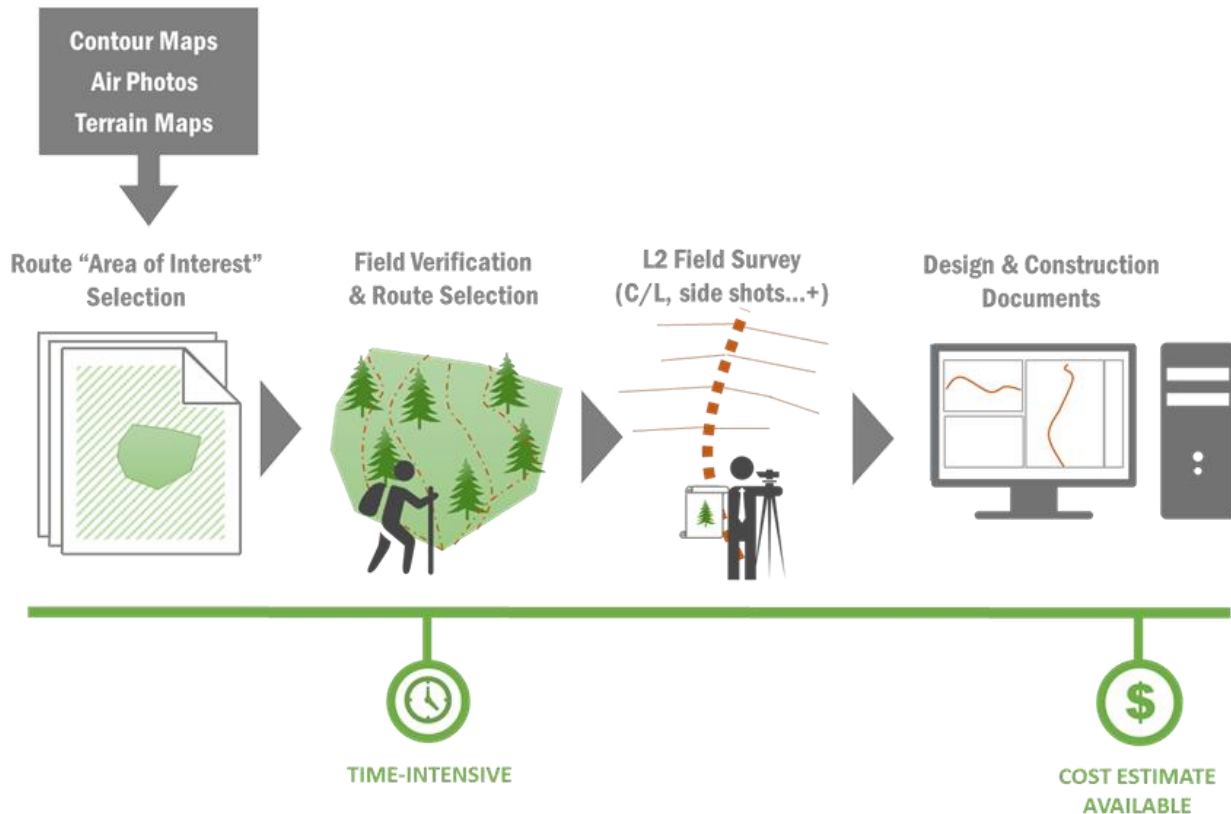 Contour Maps
Air Photos
Terrain Maps
Route “Area of Interest”
Selection
Field Verification
& Route Selection
L2 Field Survey
(C/L, side shots...+)
Design & Construction
Documents
$
TIME-INTENSIVE
COST ESTIMATE
AVAILABLE